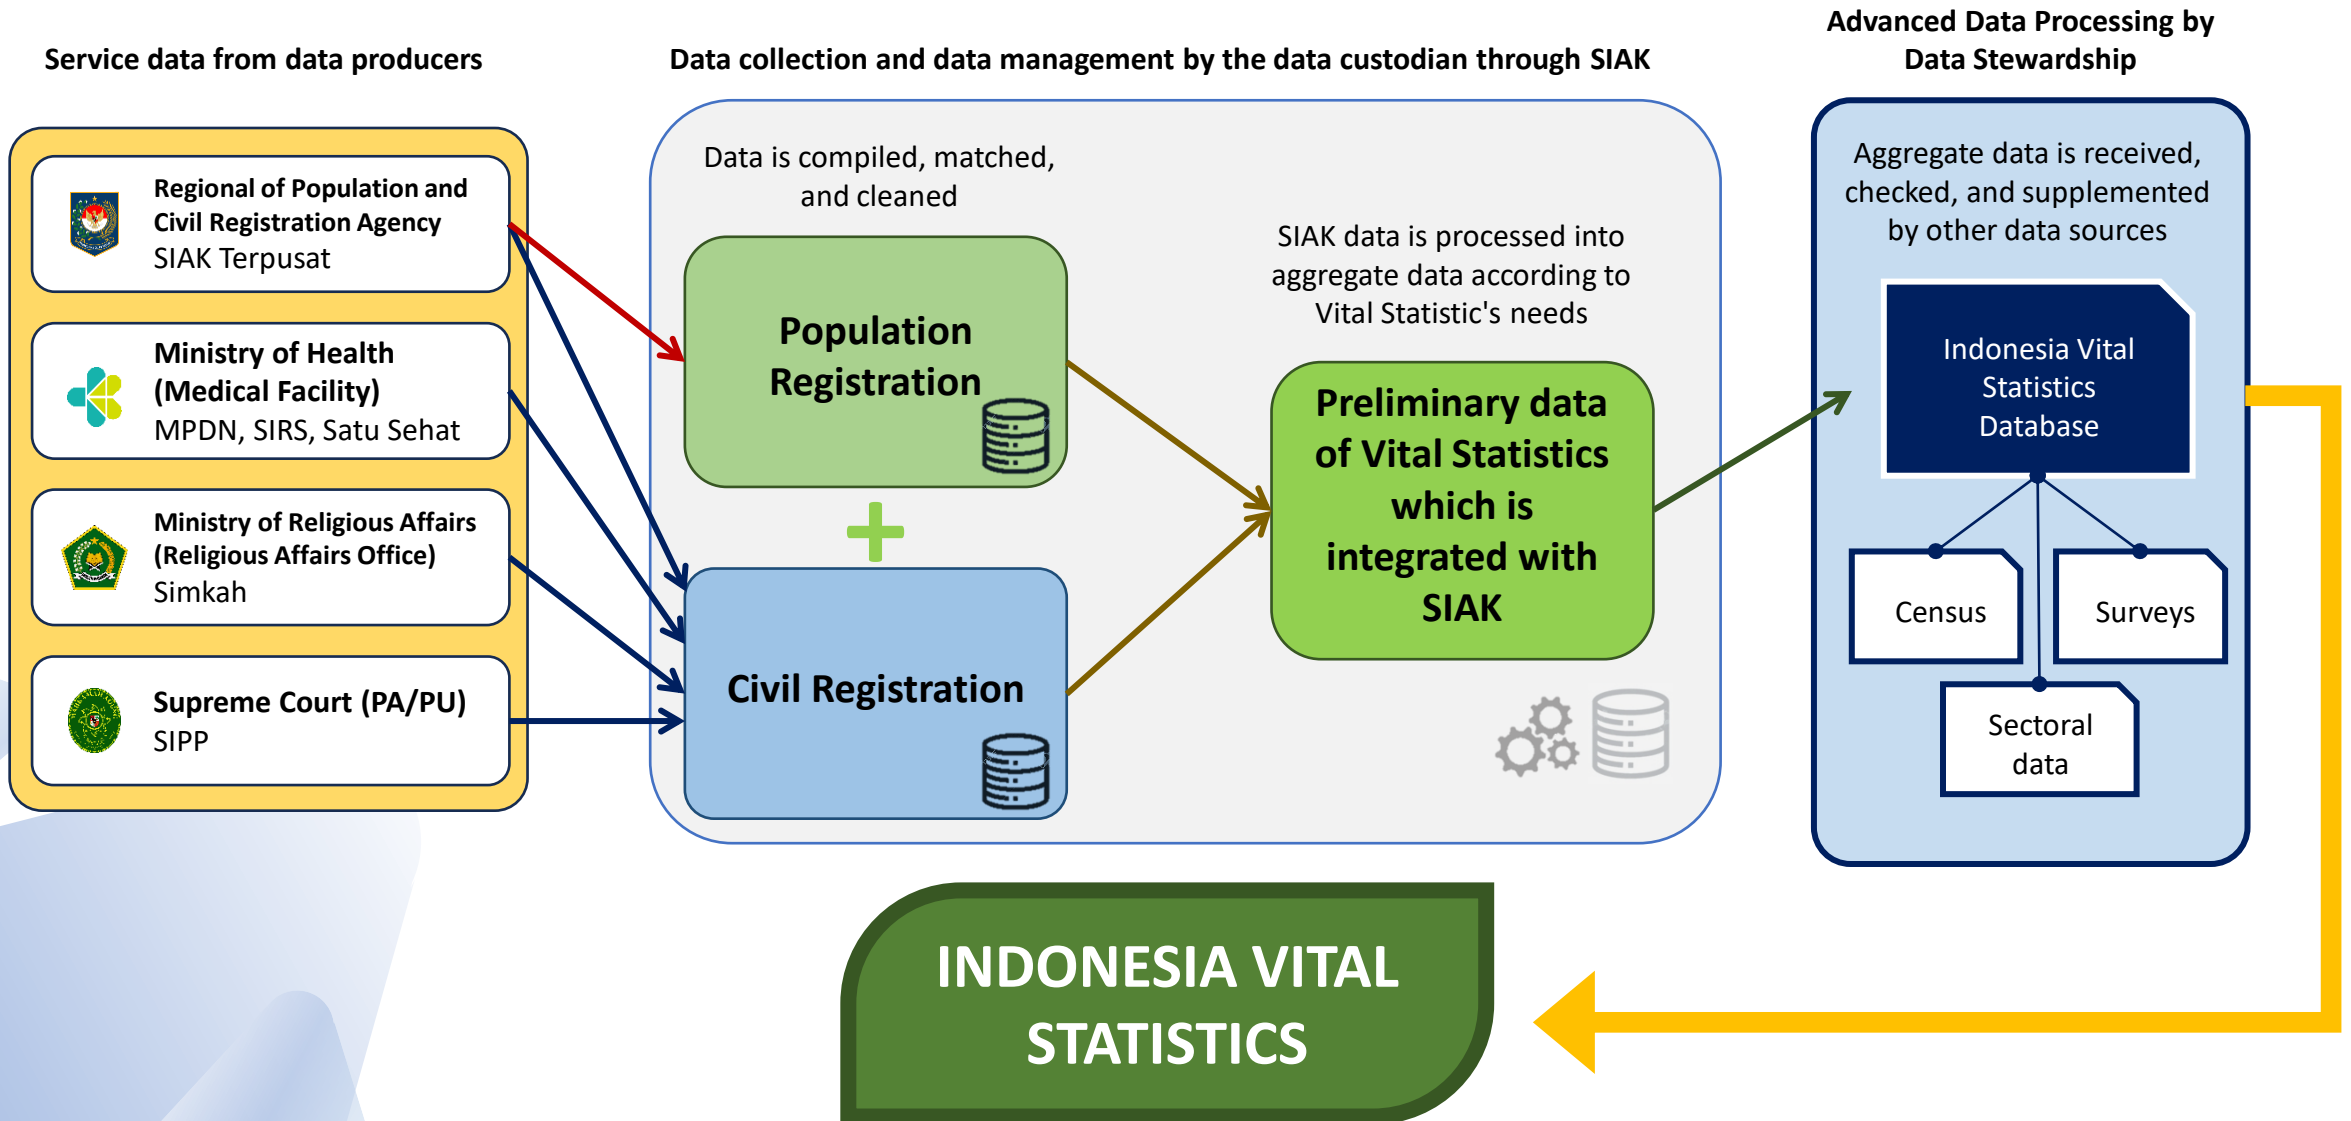 Service data from data producers
Regional of Population and
Civil Registration Agency
SIAK Terpusat
Ministry of Health
(Medical Facility)
MPDN, SIRS, Satu Sehat
Ministry of Religious Affairs
(Religious Affairs Office)
Simkah
Supreme Court (PA/PU)
SIPP
Data collection and data management by the data custodian through SIAK
Data is compiled, matched,
and cleaned
Population
Registration
+
Civil Registration
SIAK data is processed into
aggregate data according to
Vital Statistic's needs
Preliminary data
of Vital Statistics
which is
integrated with
SIAK
Advanced Data Processing by
Data Stewardship
Aggregate data is received,
checked, and supplemented
by other data sources
Indonesia Vital
Statistics
Database
Census
Surveys
Sectoral
data
INDONESIA VITAL
STATISTICS